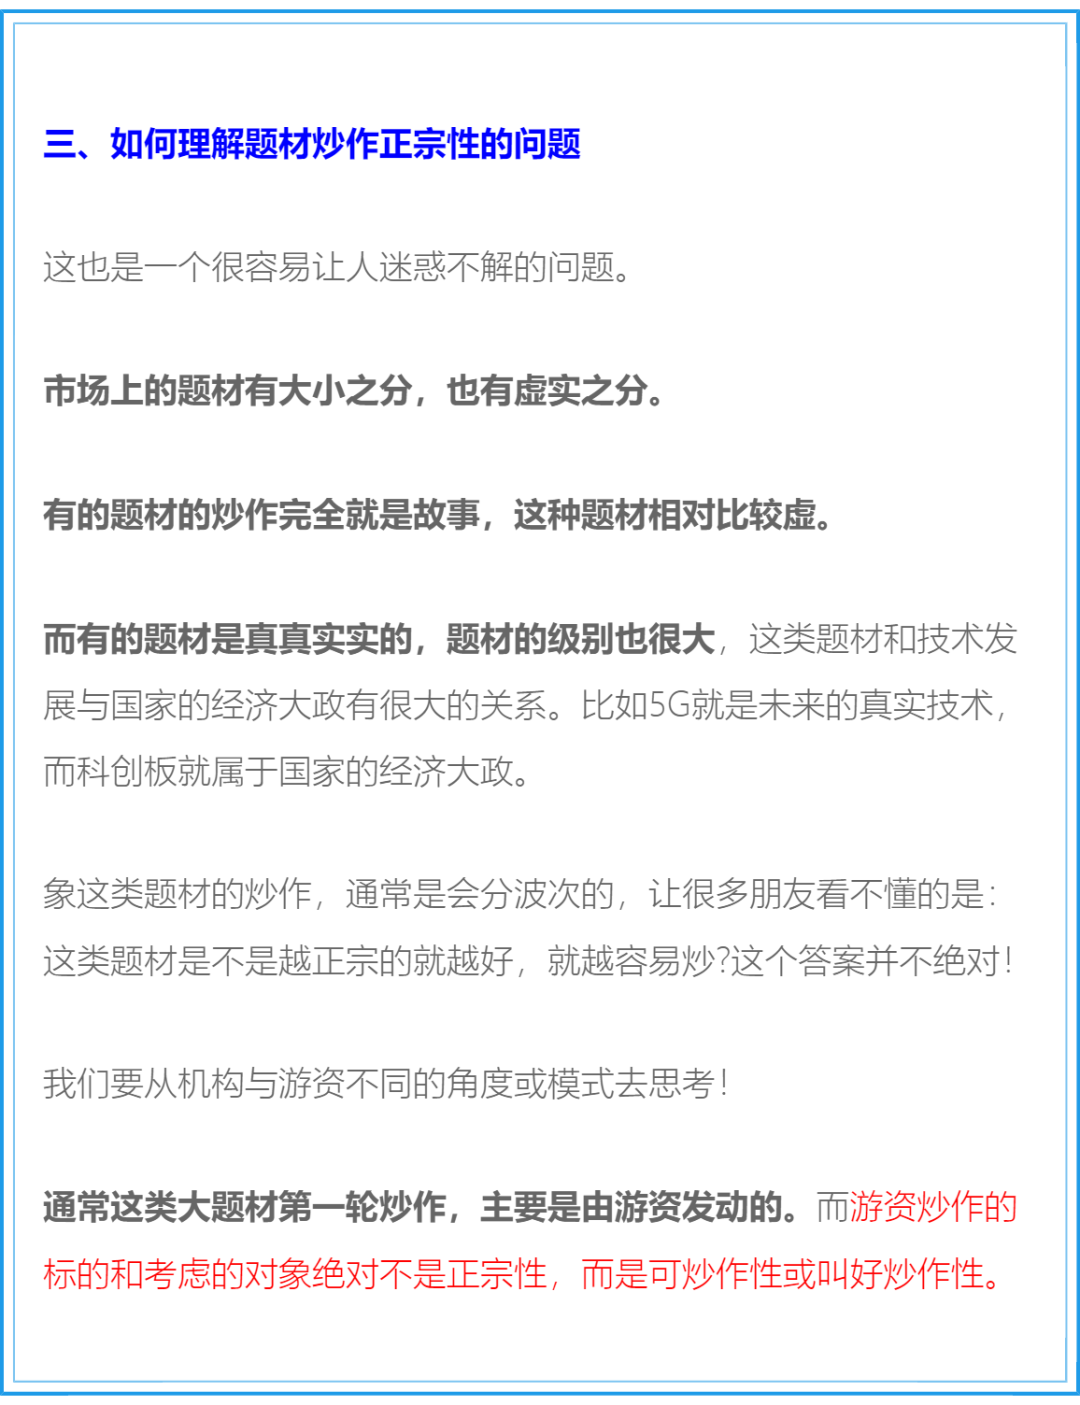 三、如何理解题材炒作正宗性的问题
这也是一个很容易让人迷惑不解的问题。
市场上的题材有大小之分，也有虚实之分。
有的题材的炒作完全就是故事，这种题材相对比较虚。
而有的题材是真真实实的，题材的级别也很大，这类题材和技术发
展与国家的经济大政有很大的关系。比如5G就是未来的真实技术，
而科创板就属于国家的经济大政。
象这类题材的炒作，通常是会分波次的，让很多朋友看不懂的是：
这类题材是不是越正宗的就越好，就越容易炒?这个答案并不绝对！
我们要从机构与游资不同的角度或模式去思考！
通常这类大题材第一轮炒作，主要是由游资发动的。而游资炒作的
标的和考虑的对象绝对不是正宗性，而是可炒作性或叫好炒作性。